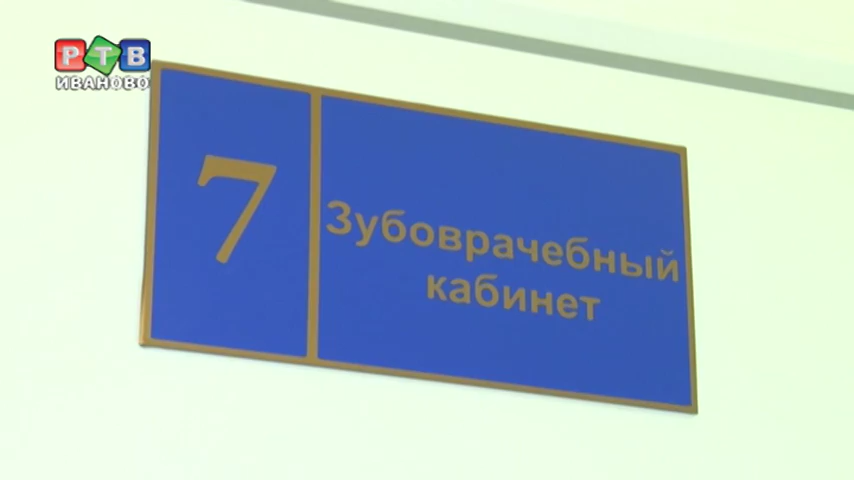 РТВ
ИВАНОВО
7
Зубоврачебный
кабинет